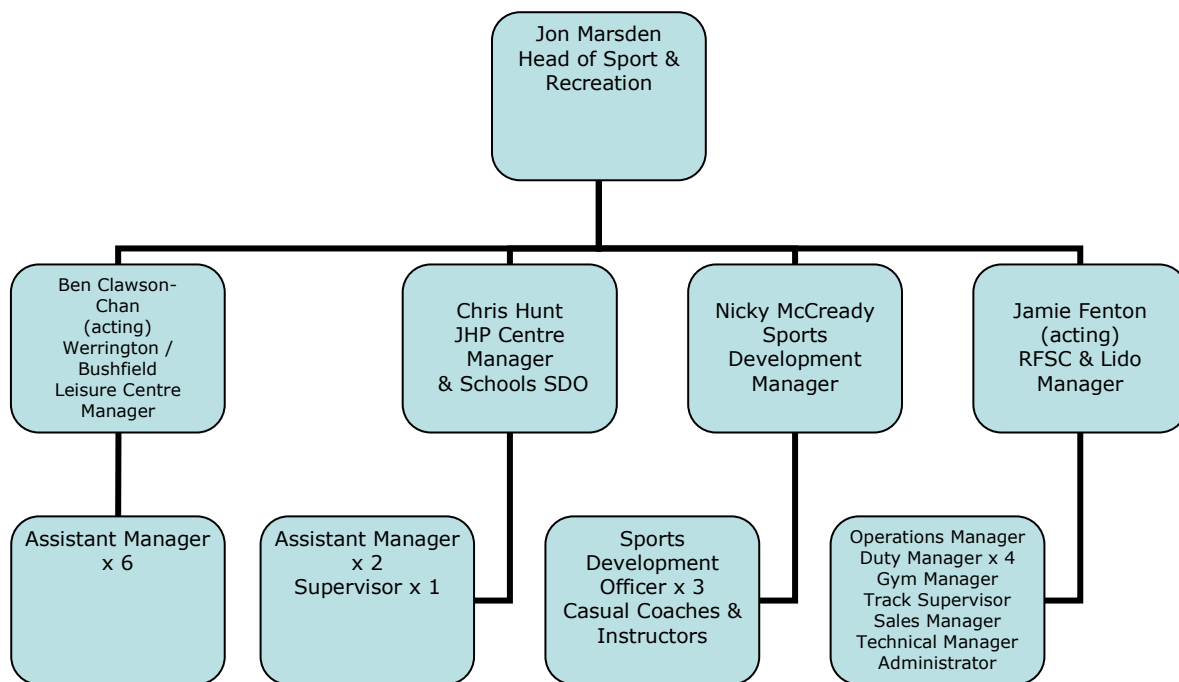 Jon Marsden
Head of Sport &
Recreation
Ben Clawson-
Chan
(acting)
Werrington /
Bushfield
Leisure Centre
Manager
Chris Hunt
JHP Centre
Manager
& Schools SDO
Nicky McCready
Sports
Development
Manager
Jamie Fenton
(acting)
RFSC & Lido
Manager
Assistant Manager
x 6
Assistant Manager
x 2
Supervisor x 1
Sports
Development
Officer x 3
Casual Coaches &
Instructors
Operations Manager
Duty Manager x 4
Gym Manager
Track Supervisor
Sales Manager
Technical Manager
Administrator